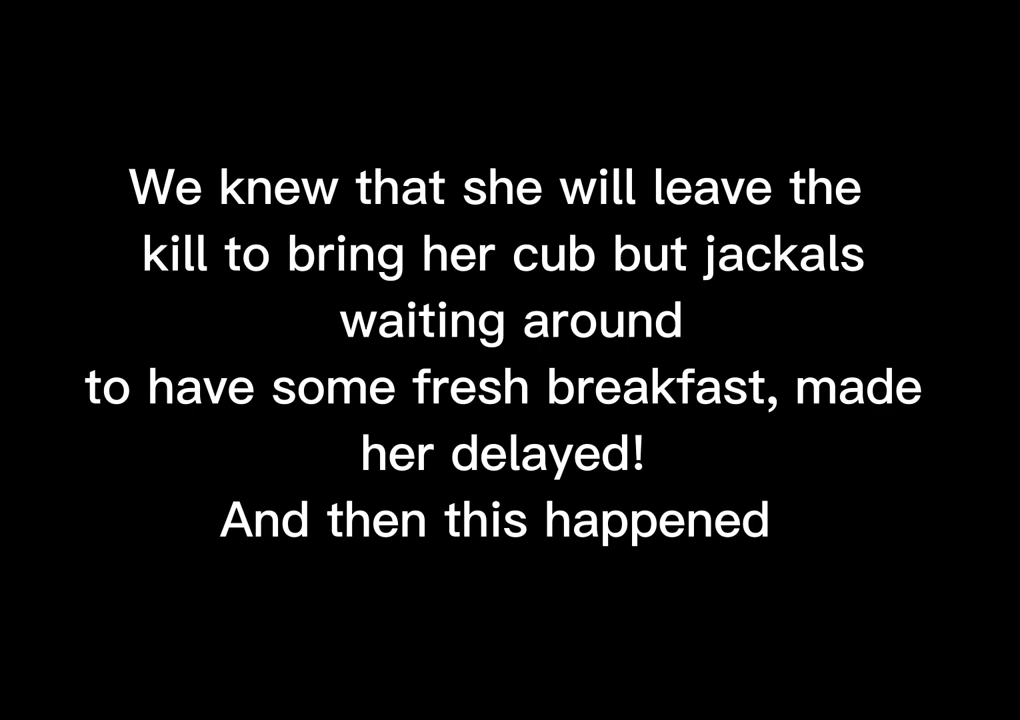 We knew that she will leave the
kill to bring her cub but jackals
waiting around
to have some fresh breakfast, made
her delayed!
And then this happened